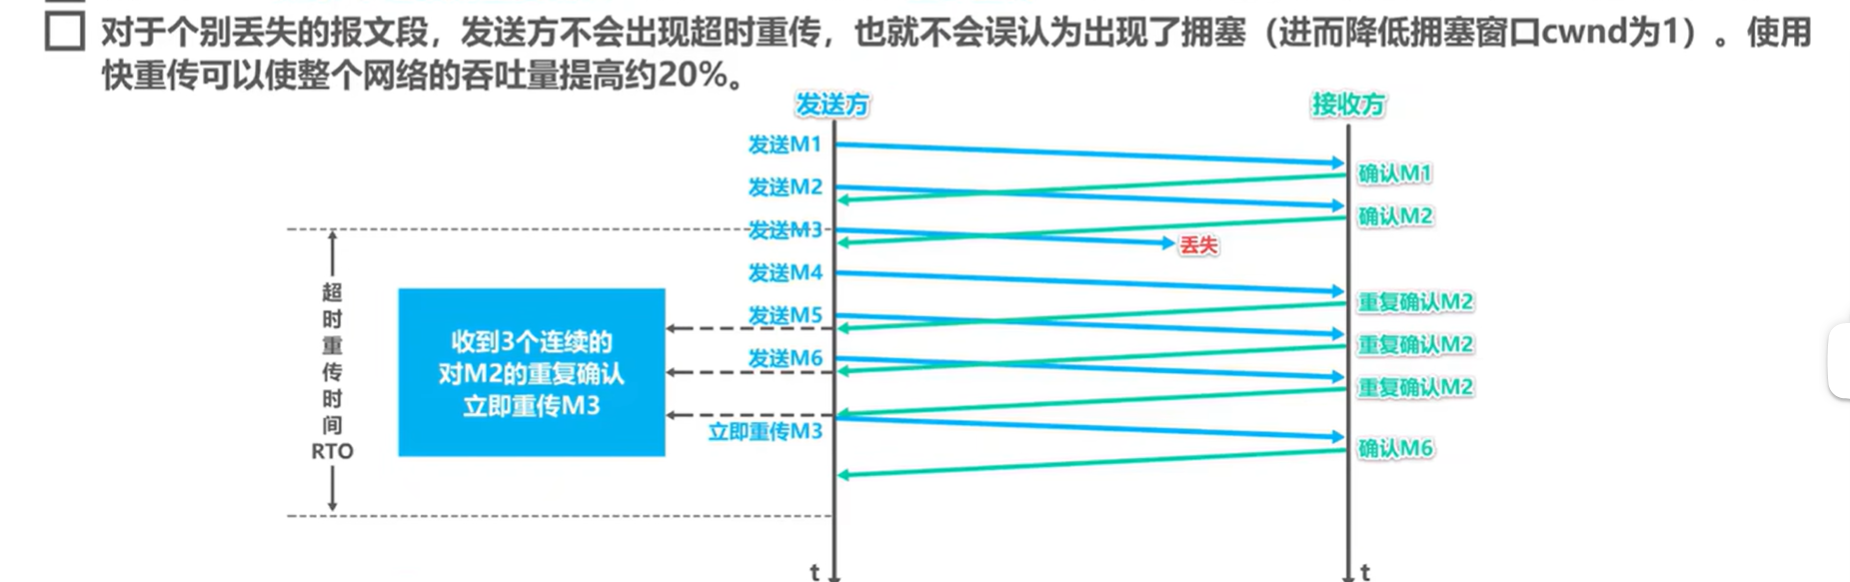 对于个别丢失的报文段，发送方不会出现超时重传，也就不会误认为出现了拥塞（进而降低拥塞窗口cwnd为1）。使用
快重传可以使整个网络的吞吐量提高约20%。
发送方
接收方
发送M1
确认M1
发送M2
确认M2
发送M3
丢失
发送M4
重复确认M2
发送M5
重复确认M2
发送M6
重复确认M2
立即重传M3
确认M6
超时重传时间
RTO
收到3个连续的
对M2的重复确认
立即重传M3
t
t